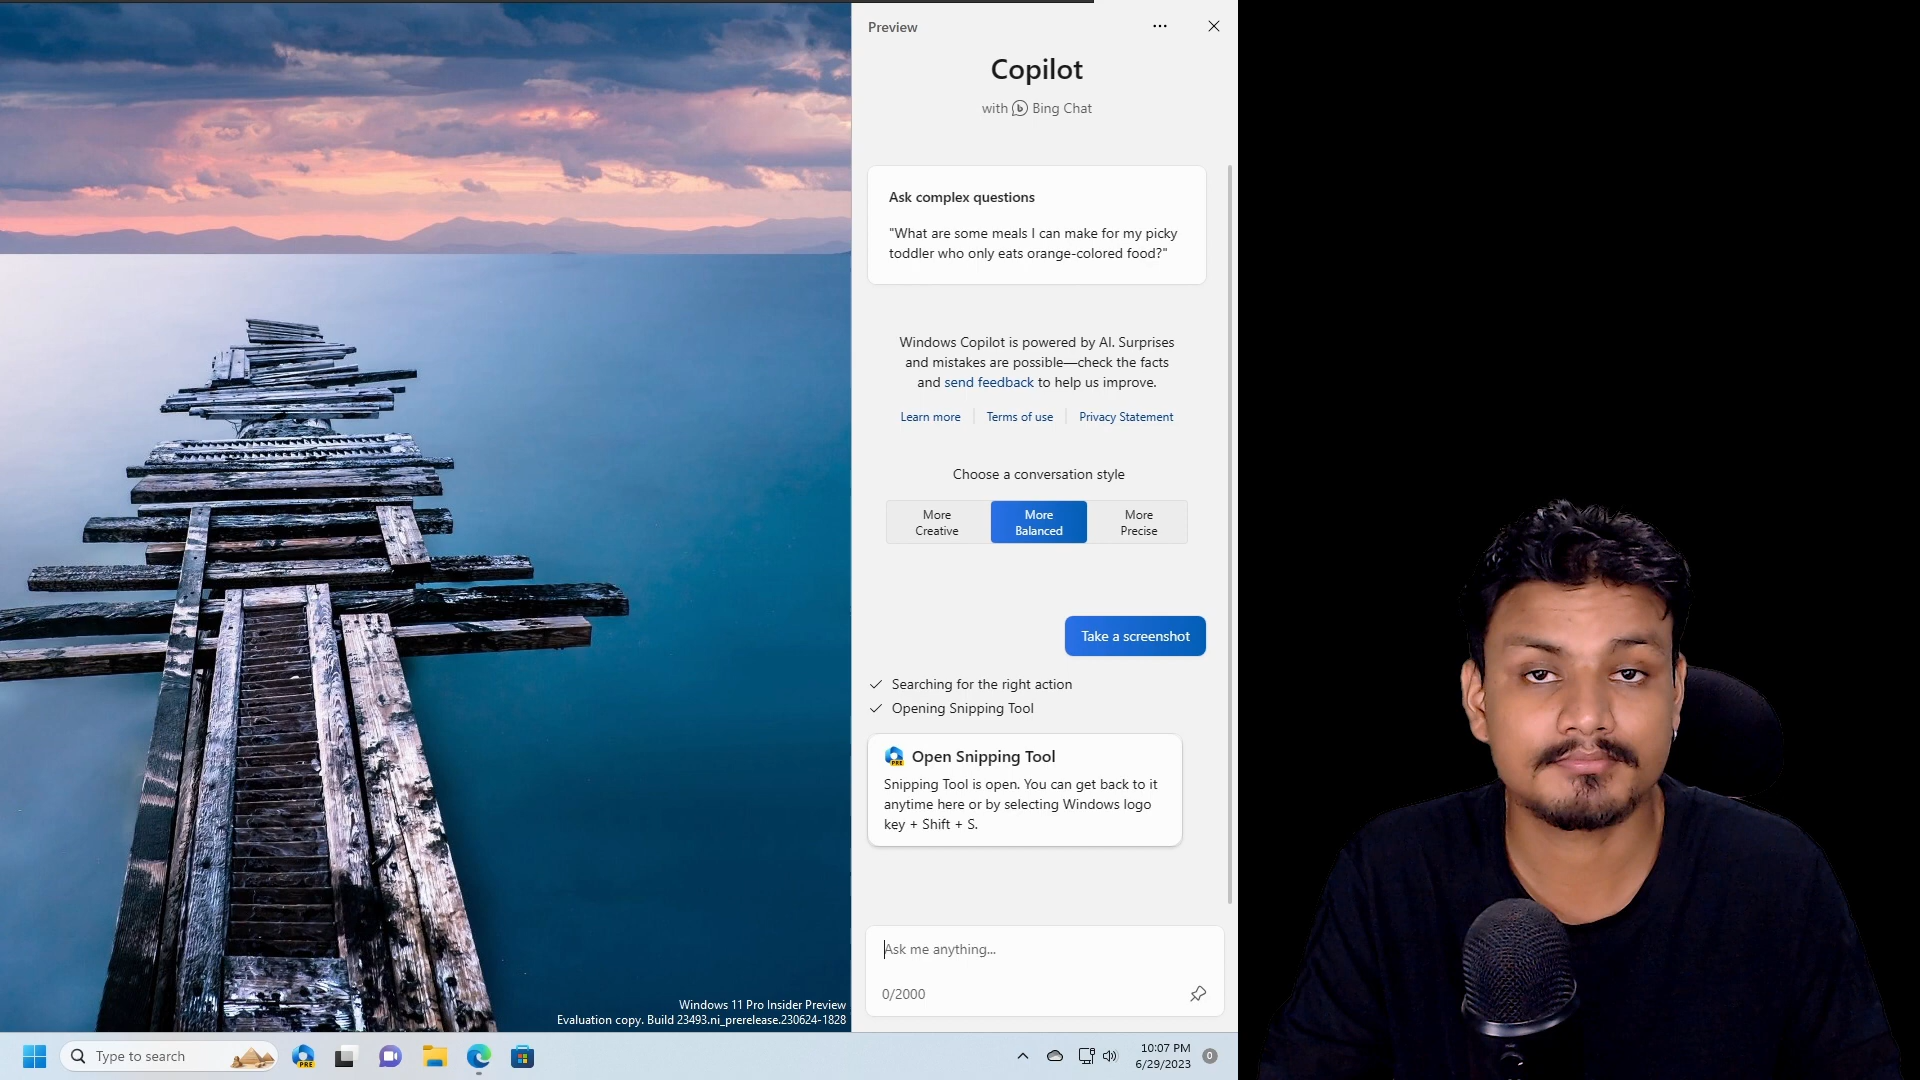 Preview
Copilot
with Bing Chat
Ask complex questions
"What are some meals I can make for my picky
toddler who only eats orange-colored food?"
Windows Copilot is powered by AI. Surprises
and mistakes are possible—check the facts
and send feedback to help us improve.
Learn more
Terms of use
Privacy Statement
Choose a conversation style
More
Creative
More
Balanced
More
Precise
Take a screenshot
Searching for the right action
Opening Snipping Tool
PRE
Open Snipping Tool
Snipping Tool is open. You can get back to it
anytime here or by selecting Windows logo
key + Shift + S.
Ask me anything...
0/2000
Windows 11 Pro Insider Preview
Evaluation copy. Build 23493.ni_prerelease.230624-1828
Type to search
PRE
10:07 PM
6/29/2023
0